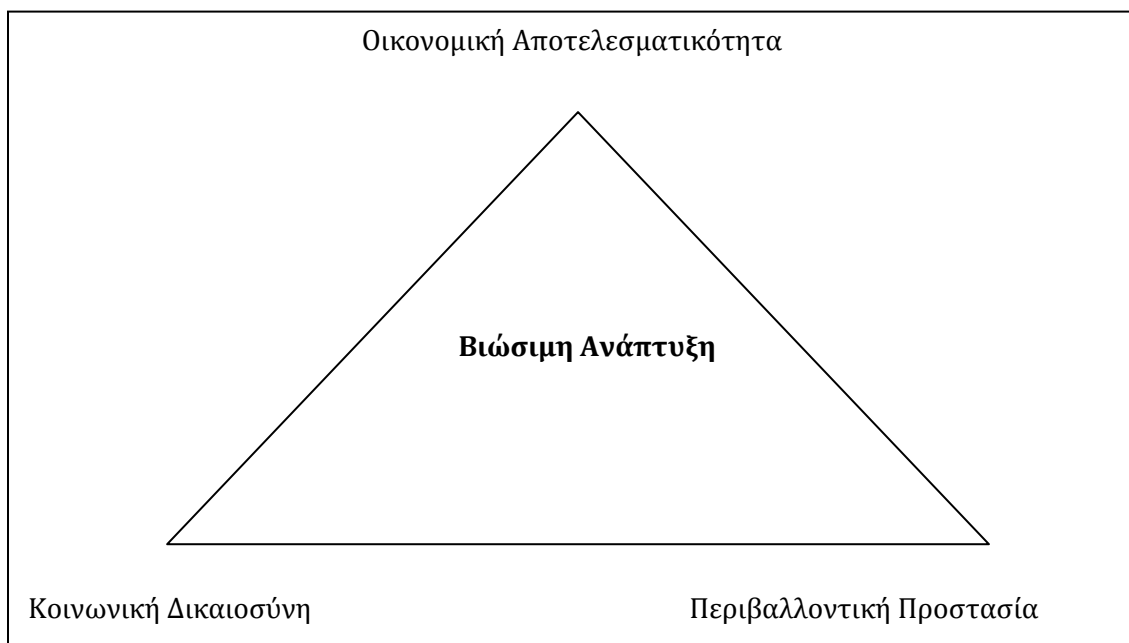 Οικονομική Αποτελεσματικότητα
Βιώσιμη Ανάπτυξη
Κοινωνική Δικαιοσύνη
Περιβαλλοντική Προστασία